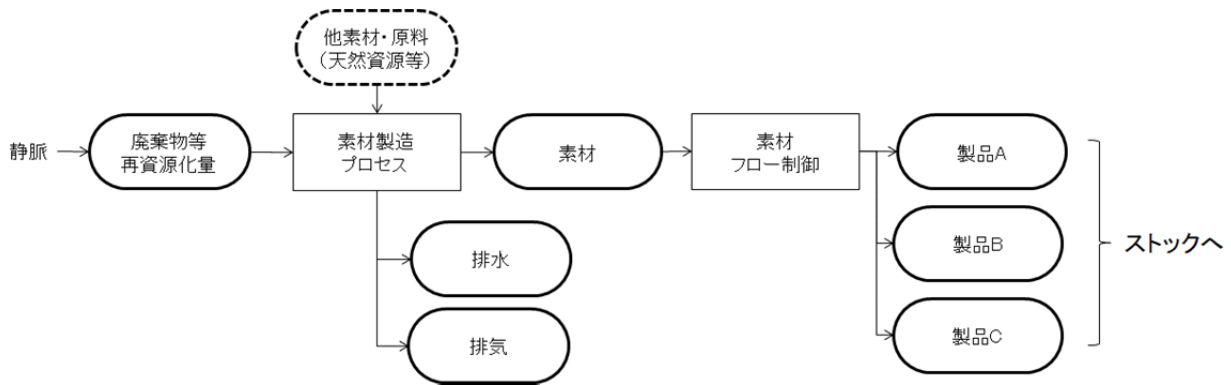 他素材・原料
（天然資源等）
静脈
廃棄物等
再資源化量
素材製造
プロセス
素材
素材
フロー制御
製品A
製品B
製品C
ストックへ
排水
排気